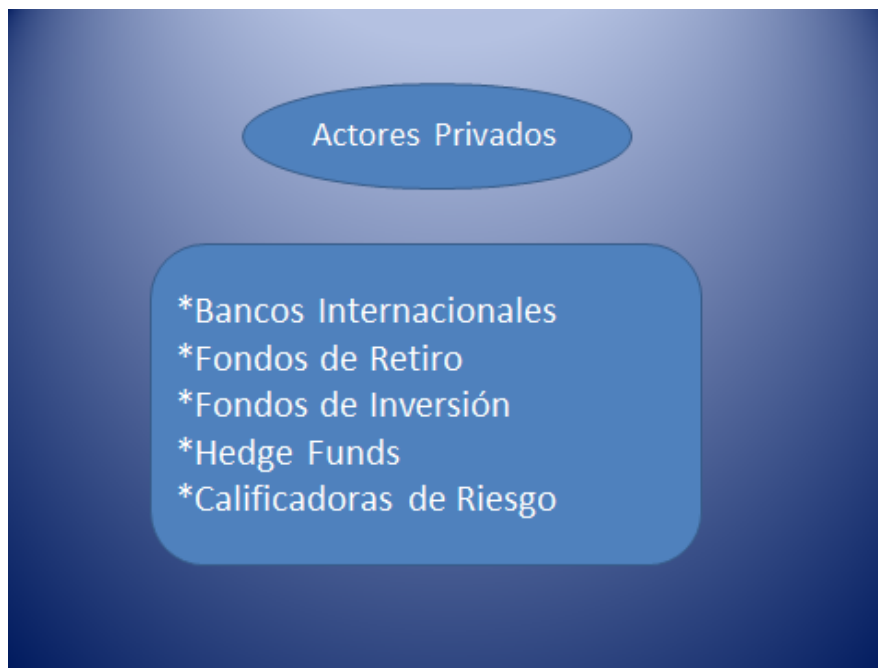 Actores Privados
*Bancos Internacionales
*Fondos de Retiro
*Fondos de Inversión
*Hedge Funds
*Calificadoras de Riesgo